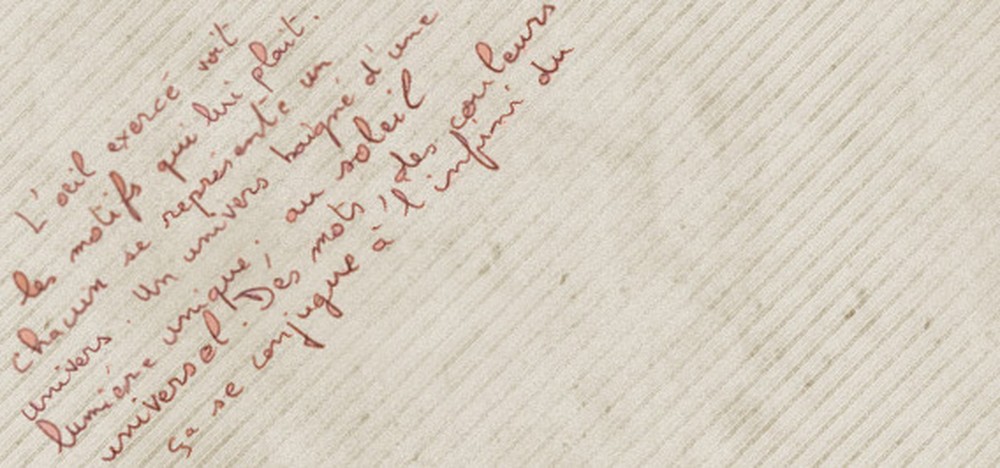 L'œil exercé voit
les motifs qui lui plait.
Chacun se représente un
univers. Un univers baigné d'une
lumière unique, au soleil
universel. Des mots, des couleurs
ça se conjugue à l'infini du